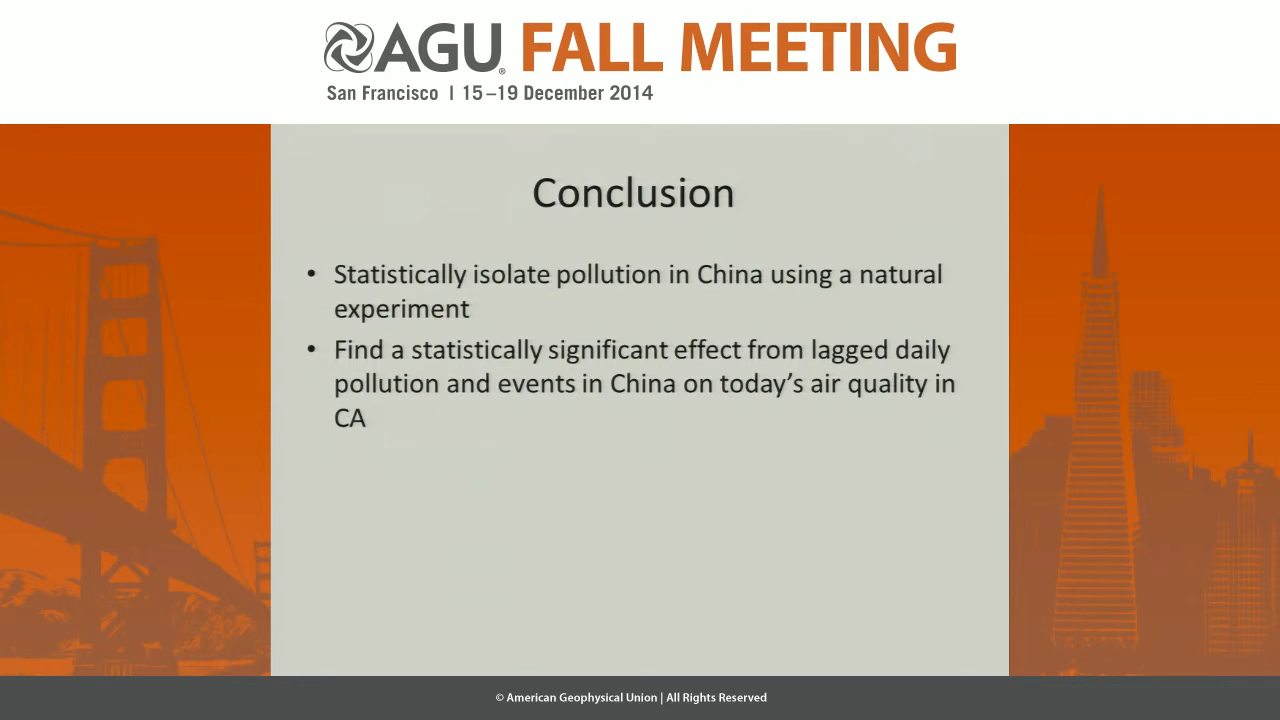 AGU® FALL MEETING
San Francisco | 15–19 December 2014
Conclusion
• Statistically isolate pollution in China using a natural
experiment
• Find a statistically significant effect from lagged daily
pollution and events in China on today’s air quality in
CA
© American Geophysical Union | All Rights Reserved